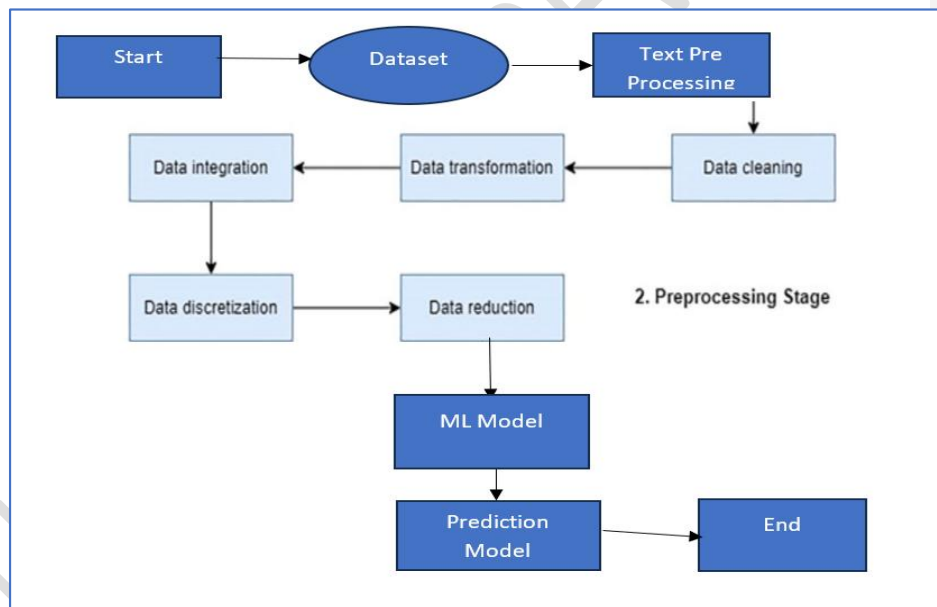 Start
Dataset
Text Pre
Processing
Data integration
Data transformation
Data cleaning
Data discretization
Data reduction
2. Preprocessing Stage
ML Model
Prediction
Model
End